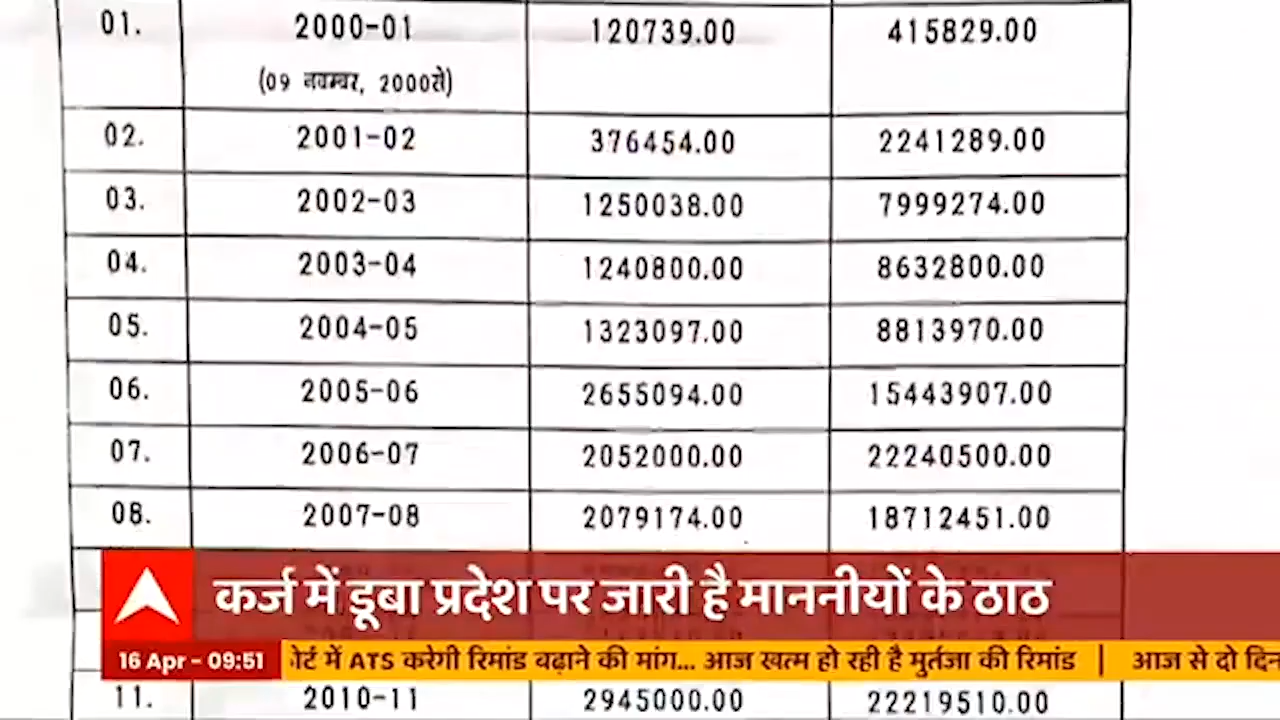 01. 2000-01 120739.00 415829.00
(09 नवम्बर, 2000से)
02. 2001-02 376454.00 2241289.00
03. 2002-03 1250038.00 7999274.00
04. 2003-04 1240800.00 8632800.00
05. 2004-05 1323097.00 8813970.00
06. 2005-06 2655094.00 15443907.00
07. 2006-07 2052000.00 22240500.00
08. 2007-08 2079174.00 18712451.00
कर्ज में डूबा प्रदेश पर जारी है माननीयों के ठाठ
16 Apr - 09:51 में ATS करेगी रिमांड बढ़ाने की मांग... आज खत्म हो रही है मुर्तजा की रिमांड | आज से दो दिन
11. 2010-11 2945000.00 22219510.00